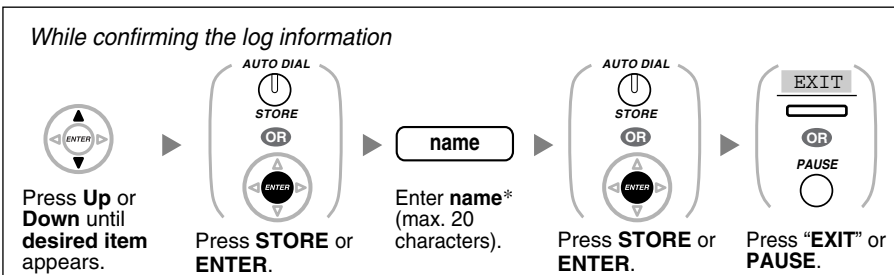 While confirming the log information
AUTO DIAL
STORE
OR
ENTER
name
AUTO DIAL
STORE
OR
ENTER
EXIT
OR
PAUSE
ENTER
Press Up or
Down until
desired item
appears.
Press STORE or
ENTER.
Enter name*
(max. 20
characters).
Press STORE or
ENTER.
Press “EXIT” or
PAUSE.